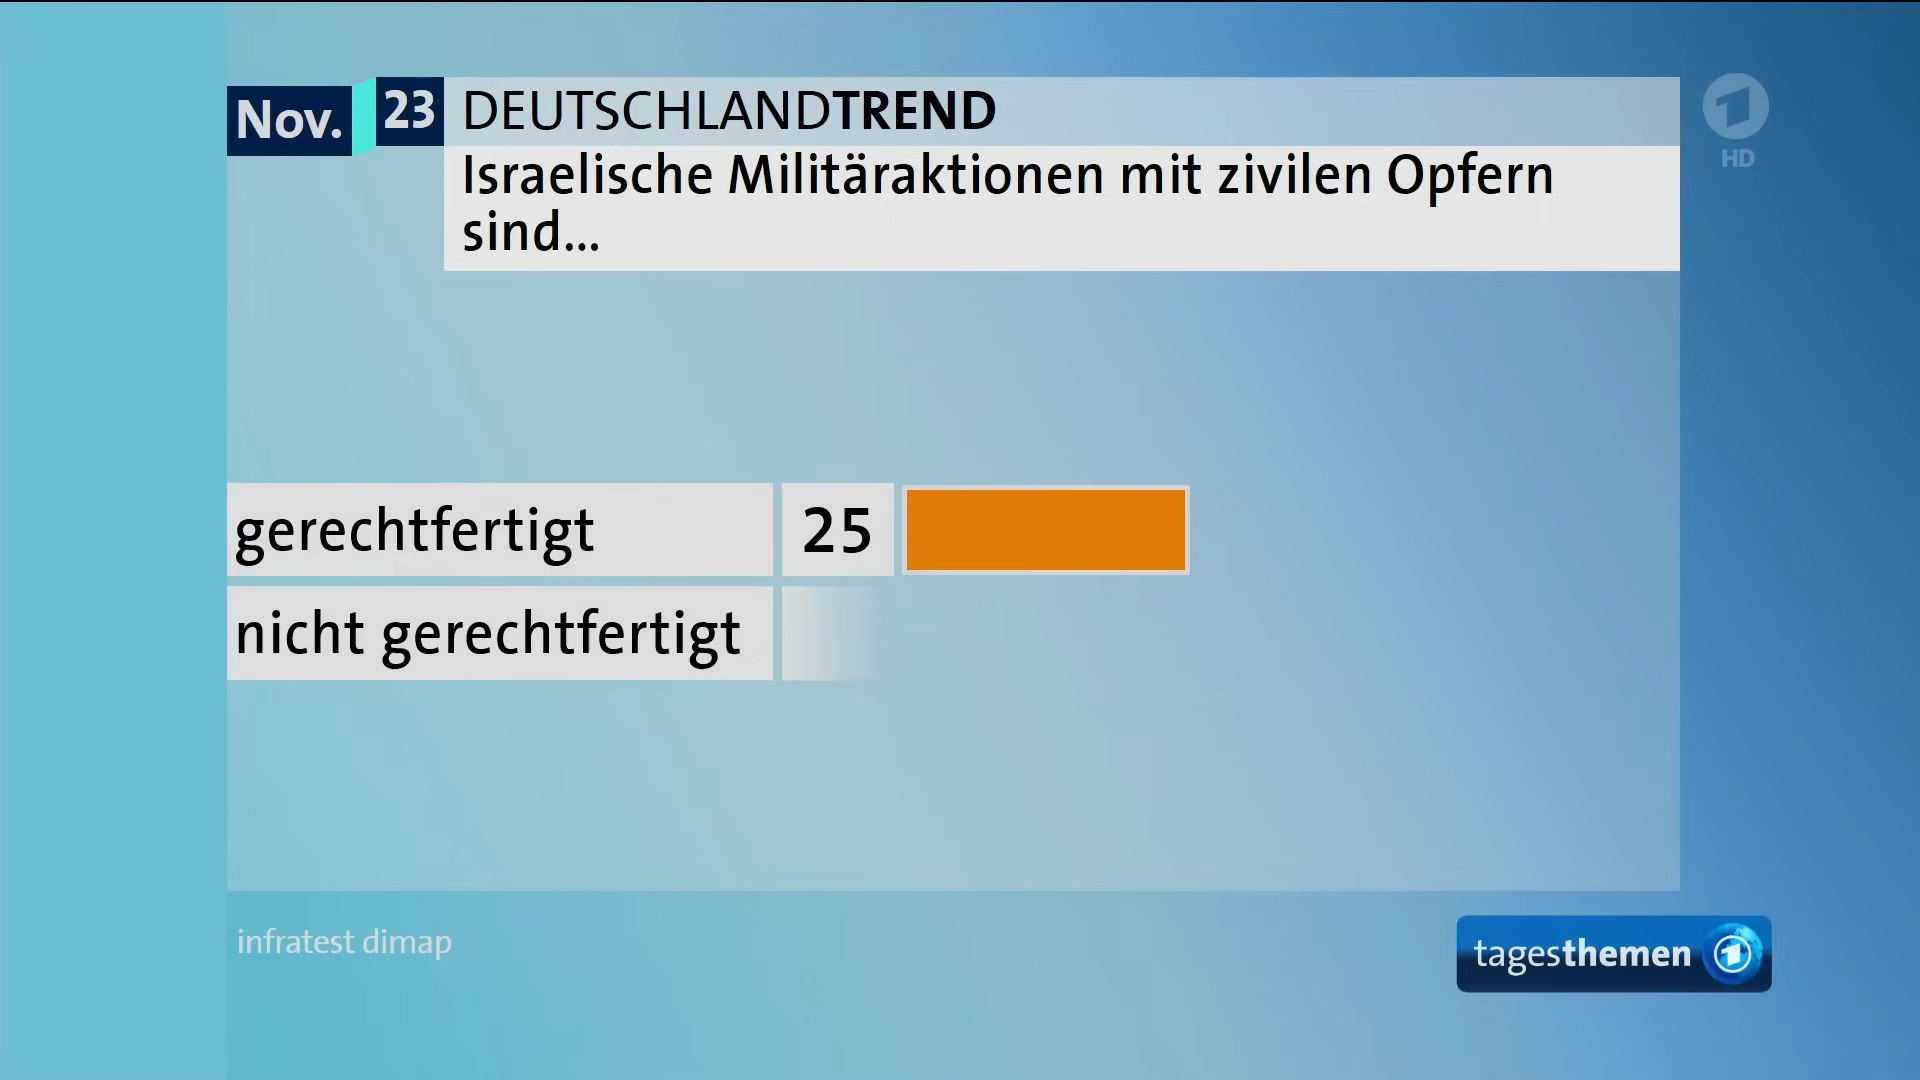 Nov. 23 DEUTSCHLANDTREND
Israelische Militäraktionen mit zivilen Opfern
sind...
HD
gerechtfertigt 25
nicht gerechtfertigt
infratest dimap
tagesthemen